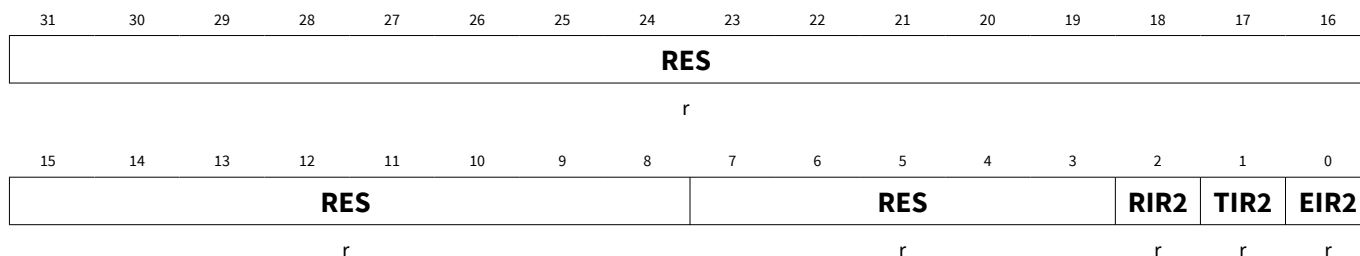 31 30 29 28 27 26 25 24 23 22 21 20 19 18 17 16
RES
r
15 14 13 12 11 10 9 8 7 6 5 4 3 2 1 0
RES RES RIR2 TIR2 EIR2
r r r r r